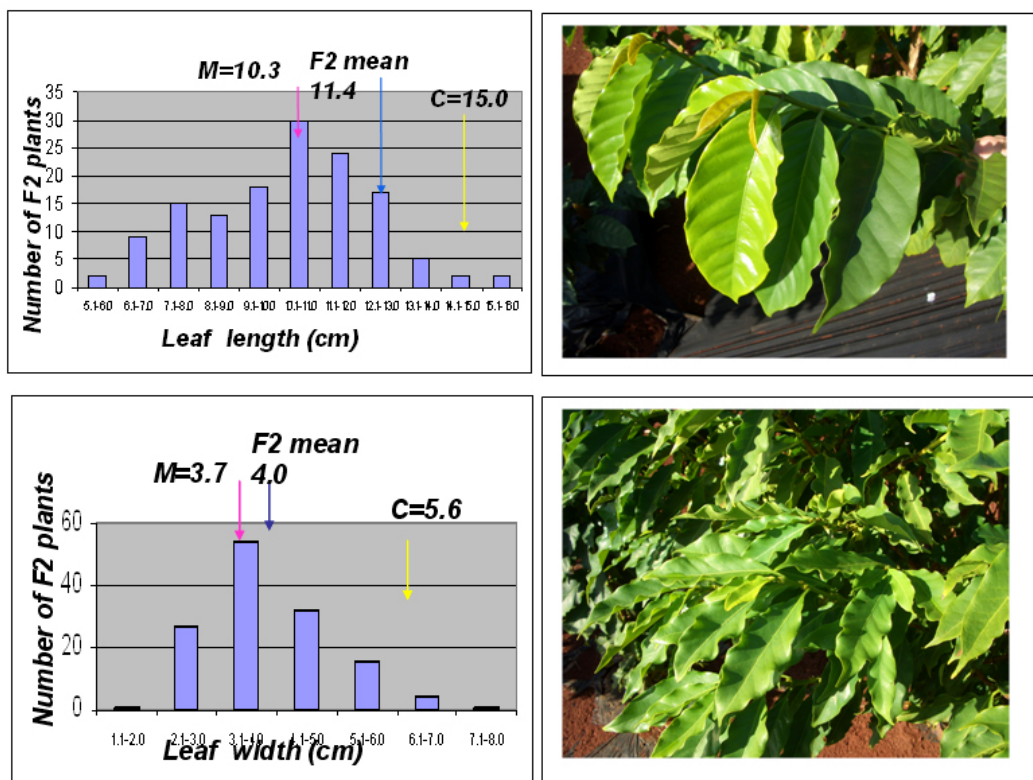 M=10.3
F2 mean
11.4
C=15.0
Number of F2 plants
35
30
25
20
15
10
5
0
5.1-6.0 6.1-7.0 7.1-8.0 8.1-9.0 9.1-10.0 10.1-11.0 11.1-12.0 12.1-13.0 13.1-14.0 14.1-15.0 15.1-16.0
Leaf length (cm)
F2 mean
M=3.7 4.0
C=5.6
Number of F2 plants
60
40
20
0
1.1-2.0 2.1-3.0 3.1-4.0 4.1-5.0 5.1-6.0 6.1-7.0 7.1-8.0
Leaf width (cm)